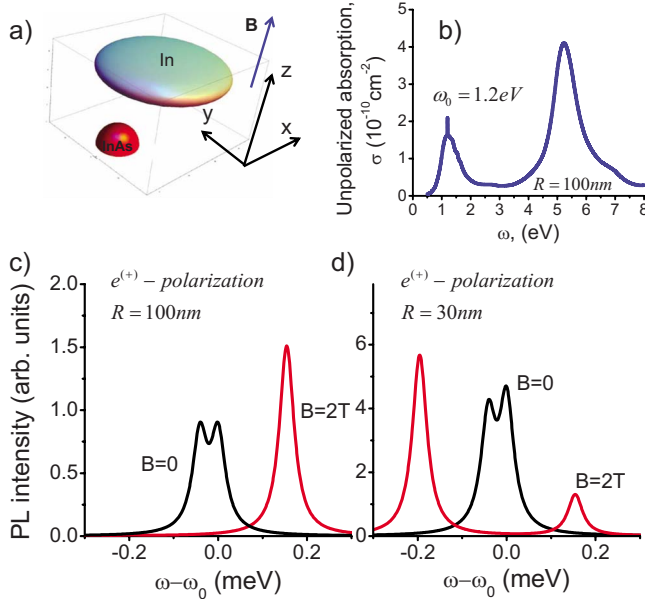 a)
In
B
z
y
x
InAs
b)
Unpolarized absorption,
σ (10⁻¹⁰cm⁻²)
5
4
3
2
1
0
ω₀ = 1.2eV
R = 100nm
0 1 2 3 4 5 6 7 8
ω, (eV)
c)
PL intensity (arb. units)
2.0
1.5
1.0
0.5
0.0
e⁽⁺⁾ – polarization
R = 100nm
B=0
B=2T
-0.2 0.0 0.2
ω–ω₀ (meV)
d)
6
4
2
0
e⁽⁺⁾ – polarization
R = 30nm
B=0
B=2T
-0.2 0.0 0.2
ω–ω₀ (meV)